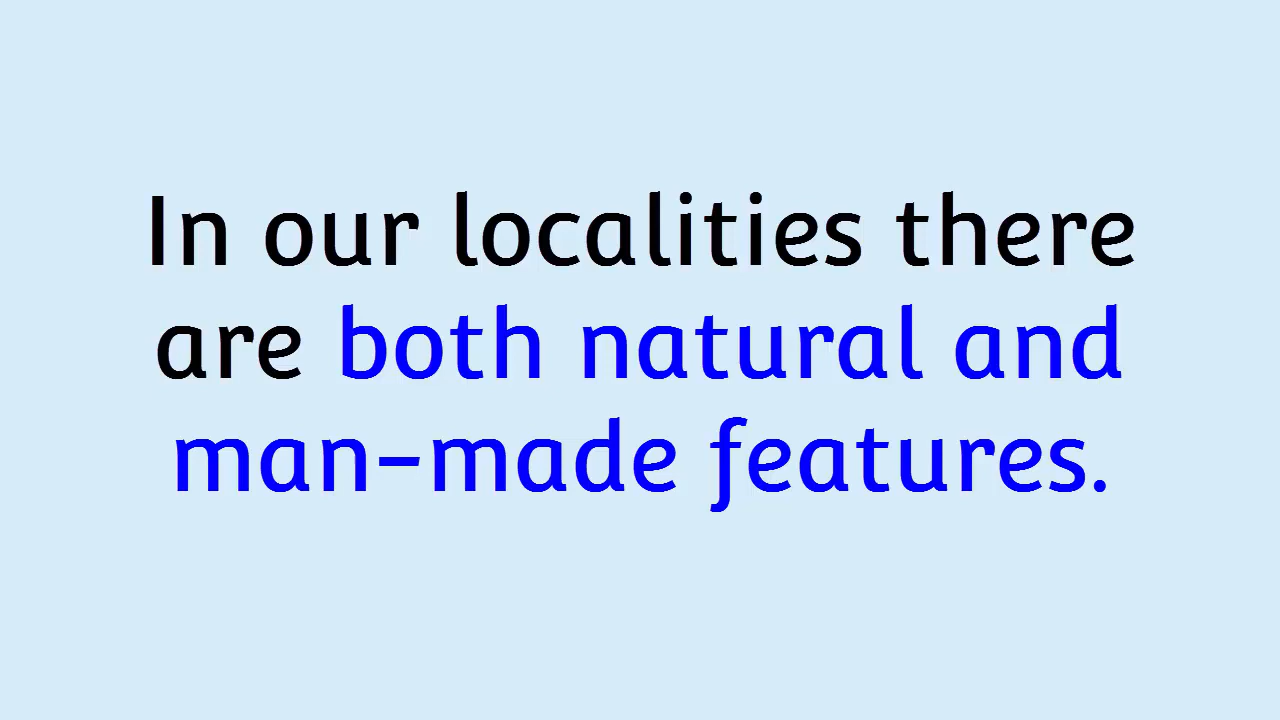 In our localities there
are both natural and
man-made features.